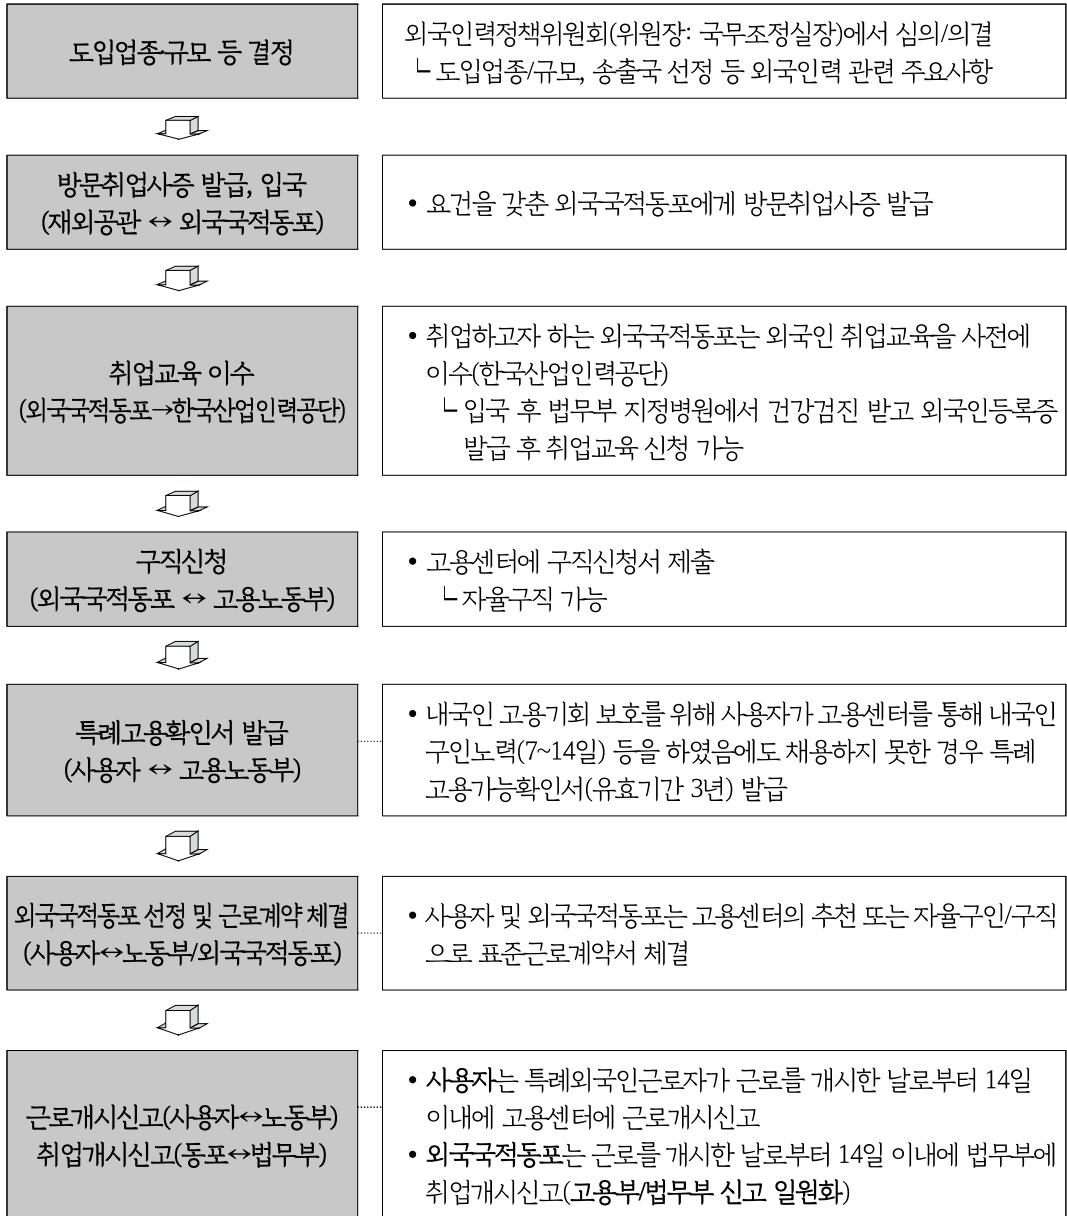 도입업종·규모 등 결정
외국인력정책위원회(위원장: 국무조정실장)에서 심의/의결
┗ 도입업종/규모, 송출국 선정 등 외국인력 관련 주요사항
방문취업사증 발급, 입국
(재외공관 ↔ 외국국적동포)
• 요건을 갖춘 외국국적동포에게 방문취업사증 발급
취업교육 이수
(외국국적동포→한국산업인력공단)
• 취업하고자 하는 외국국적동포는 외국인 취업교육을 사전에
이수(한국산업인력공단)
┗ 입국 후 법무부 지정병원에서 건강검진 받고 외국인등록증
발급 후 취업교육 신청 가능
구직신청
(외국국적동포 ↔ 고용노동부)
• 고용센터에 구직신청서 제출
┗ 자율구직 가능
특례고용확인서 발급
(사용자 ↔ 고용노동부)
• 내국인 고용기회 보호를 위해 사용자가 고용센터를 통해 내국인
구인노력(7~14일) 등을 하였음에도 채용하지 못한 경우 특례
고용가능확인서(유효기간 3년) 발급
외국국적동포 선정 및 근로계약 체결
(사용자↔노동부/외국국적동포)
• 사용자 및 외국국적동포는 고용센터의 추천 또는 자율구인/구직
으로 표준근로계약서 체결
근로개시신고(사용자↔노동부)
취업개시신고(동포↔법무부)
• 사용자는 특례외국인근로자가 근로를 개시한 날로부터 14일
이내에 고용센터에 근로개시신고
• 외국국적동포는 근로를 개시한 날로부터 14일 이내에 법무부에
취업개시신고(고용부/법무부 신고 일원화)